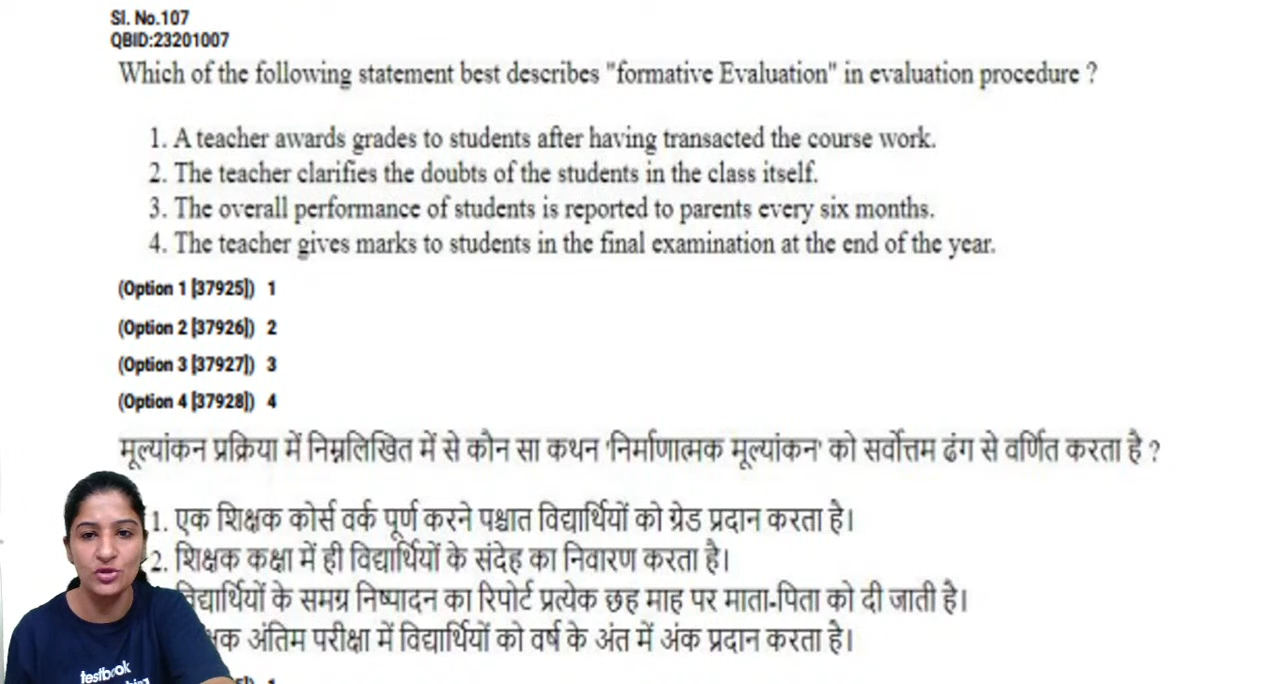 Sl. No.107
QBID:23201007
Which of the following statement best describes "formative Evaluation" in evaluation procedure ?
1. A teacher awards grades to students after having transacted the course work.
2. The teacher clarifies the doubts of the students in the class itself.
3. The overall performance of students is reported to parents every six months.
4. The teacher gives marks to students in the final examination at the end of the year.
(Option 1 [37925]) 1
(Option 2 [37926]) 2
(Option 3 [37927]) 3
(Option 4 [37928]) 4
मूल्यांकन प्रक्रिया में निम्नलिखित में से कौन सा कथन 'निर्माणात्मक मूल्यांकन' को सर्वोत्तम ढंग से वर्णित करता है ?
1. एक शिक्षक कोर्स वर्क पूर्ण करने पश्चात विद्यार्थियों को ग्रेड प्रदान करता है।
2. शिक्षक कक्षा में ही विद्यार्थियों के संदेह का निवारण करता है।
विद्यार्थियों के समग्र निष्पादन का रिपोर्ट प्रत्येक छह माह पर माता-पिता को दी जाती है।
अंतिम परीक्षा में विद्यार्थियों को वर्ष के अंत में अंक प्रदान करता है।
testbook